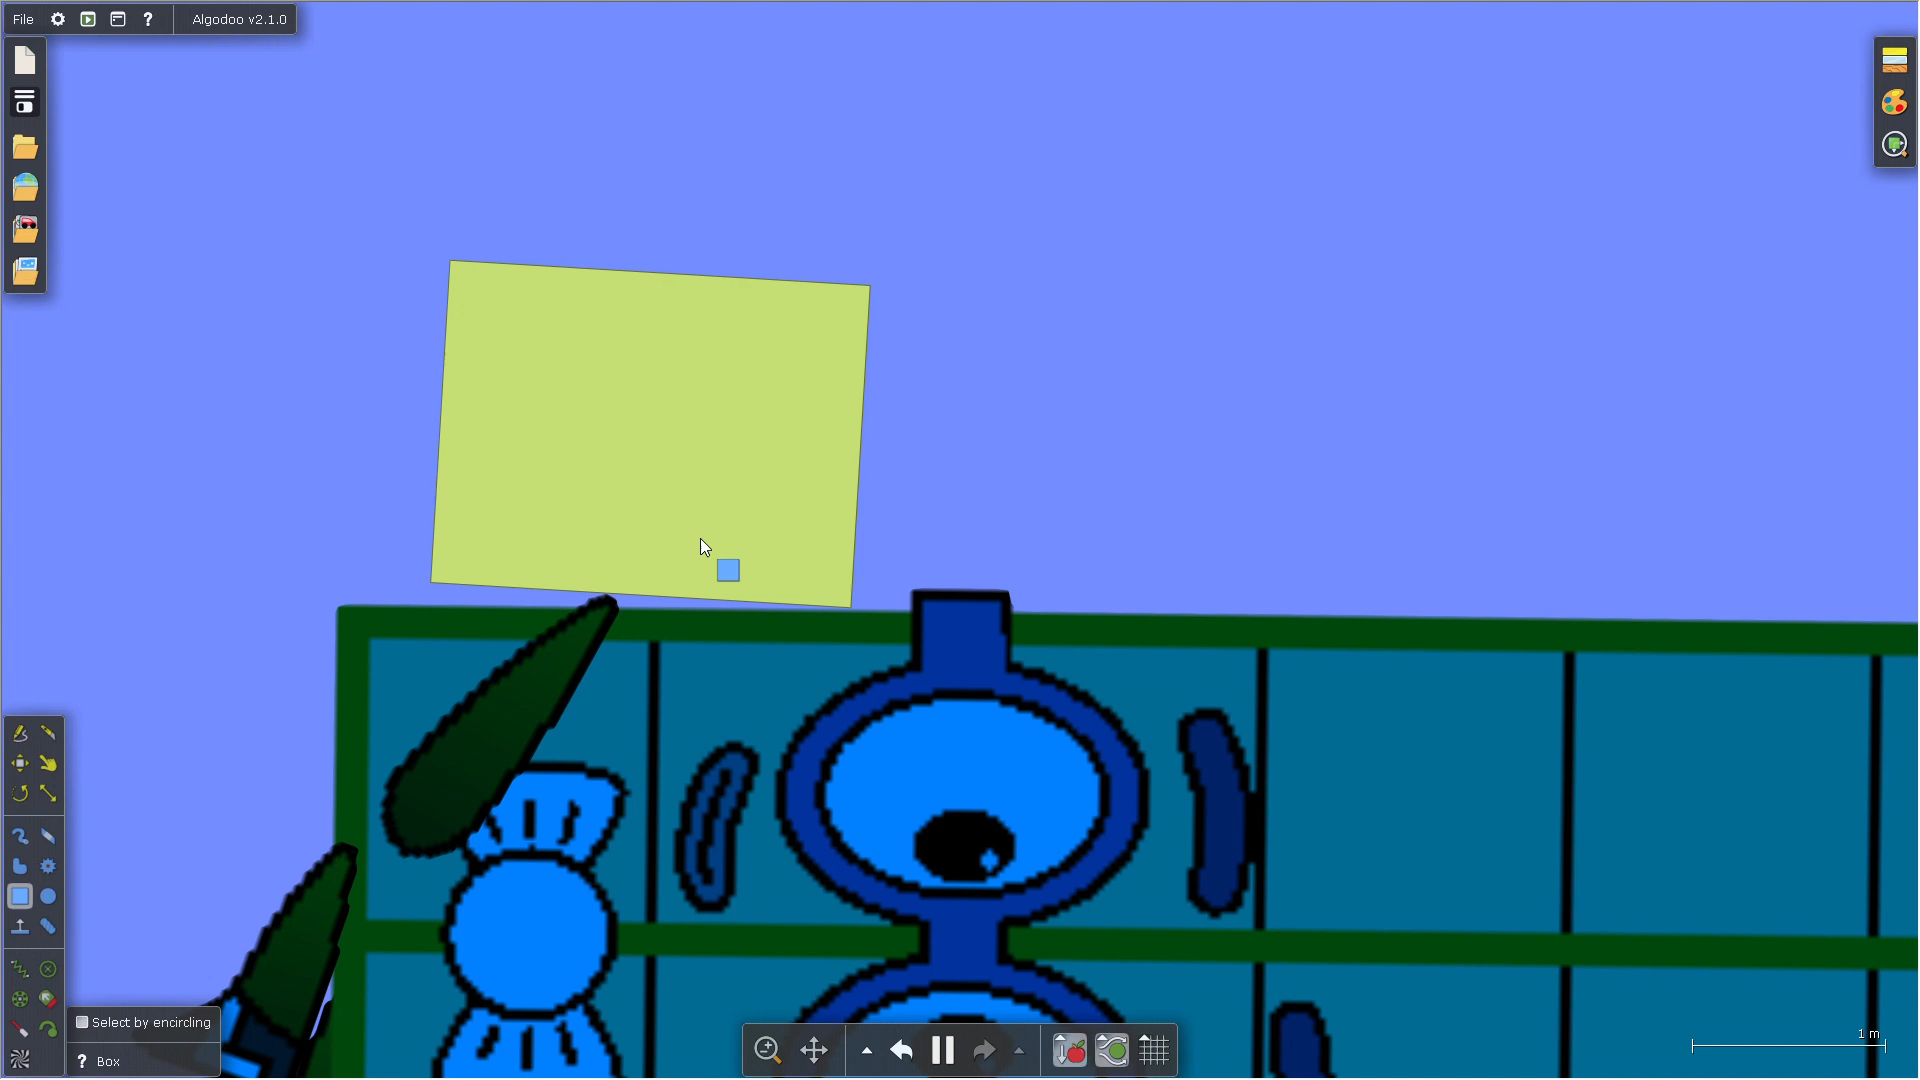 File ? Algodoo v2.1.0
Select by encircling
? Box
1 m